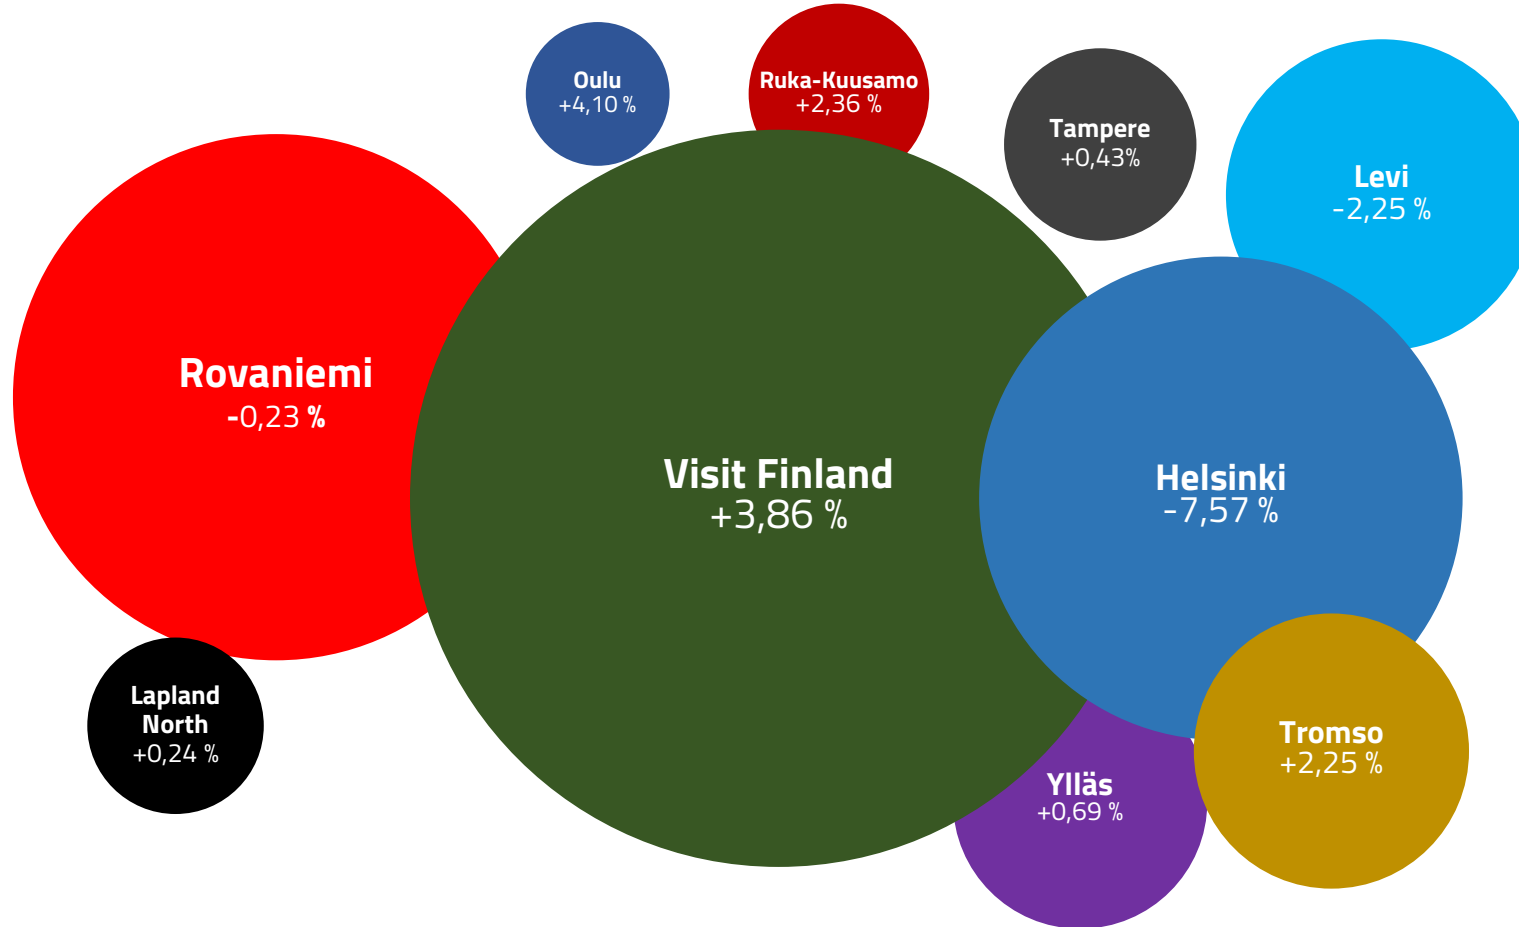 Oulu
+4,10 %
Ruka-Kuusamo
+2,36 %
Tampere
+0,43%
Levi
-2,25 %
Rovaniemi
-0,23 %
Visit Finland
+3,86 %
Helsinki
-7,57 %
Lapland
North
+0,24 %
Ylläs
+0,69 %
Tromso
+2,25 %